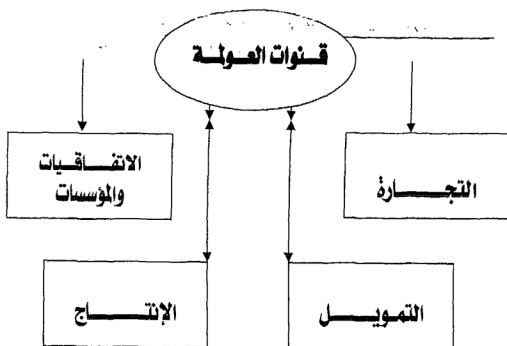 قنوات العولمة
التجارة
الاتفاقيات
والمؤسسات
التمويل
الإنتاج